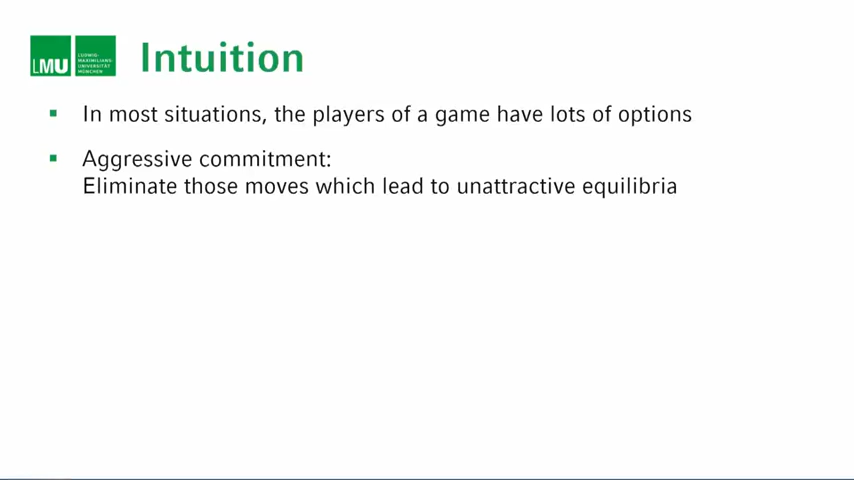 LMU
LUDWIG-
MAXIMILIANS-
UNIVERSITÄT
MÜNCHEN
Intuition
In most situations, the players of a game have lots of options
Aggressive commitment:
Eliminate those moves which lead to unattractive equilibria